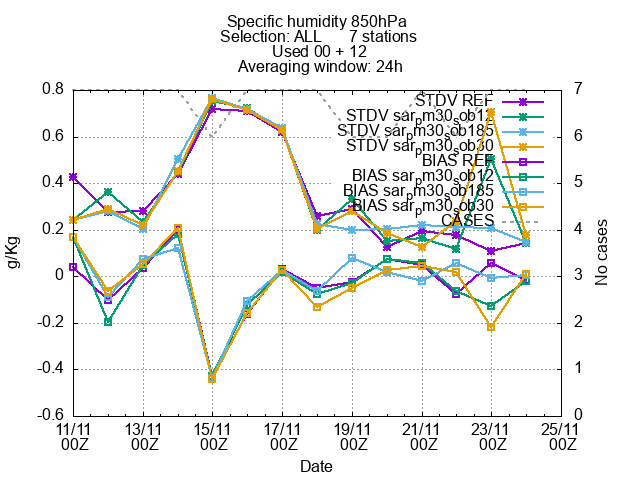 Specific humidity 850hPa
Selection: ALL 7 stations
Used 00 + 12
Averaging window: 24h
0.8
0.6
0.4
0.2
0
-0.2
-0.4
-0.6
g/Kg
7
6
5
4
3
2
1
0
No cases
STDV REF
STDV sar_pm30_sob12
STDV sar_pm30_sob185
STDV sar_pm30_sob30
BIAS REF
BIAS sar_pm30_sob12
BIAS sar_pm30_sob185
BIAS sar_pm30_sob30
CASES
11/11 13/11 15/11 17/11 19/11 21/11 23/11 25/11
00Z 00Z 00Z 00Z 00Z 00Z 00Z 00Z
Date